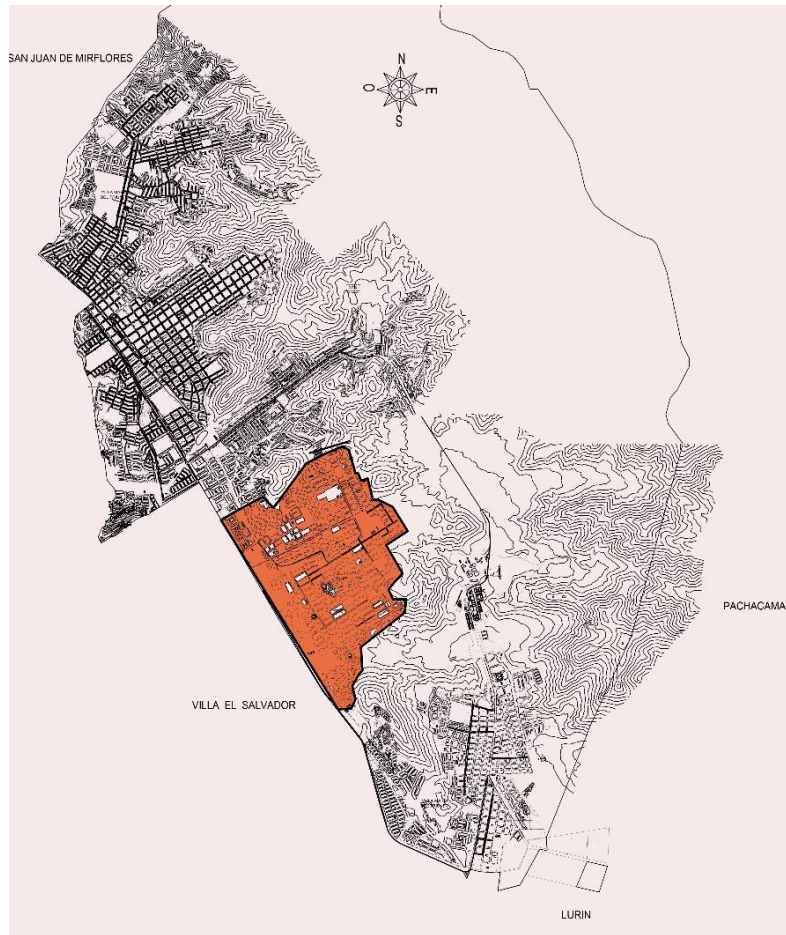 SAN JUAN DE MIRFLORES
N
O
E
S
PACHACAMA
VILLA EL SALVADOR
LURIN